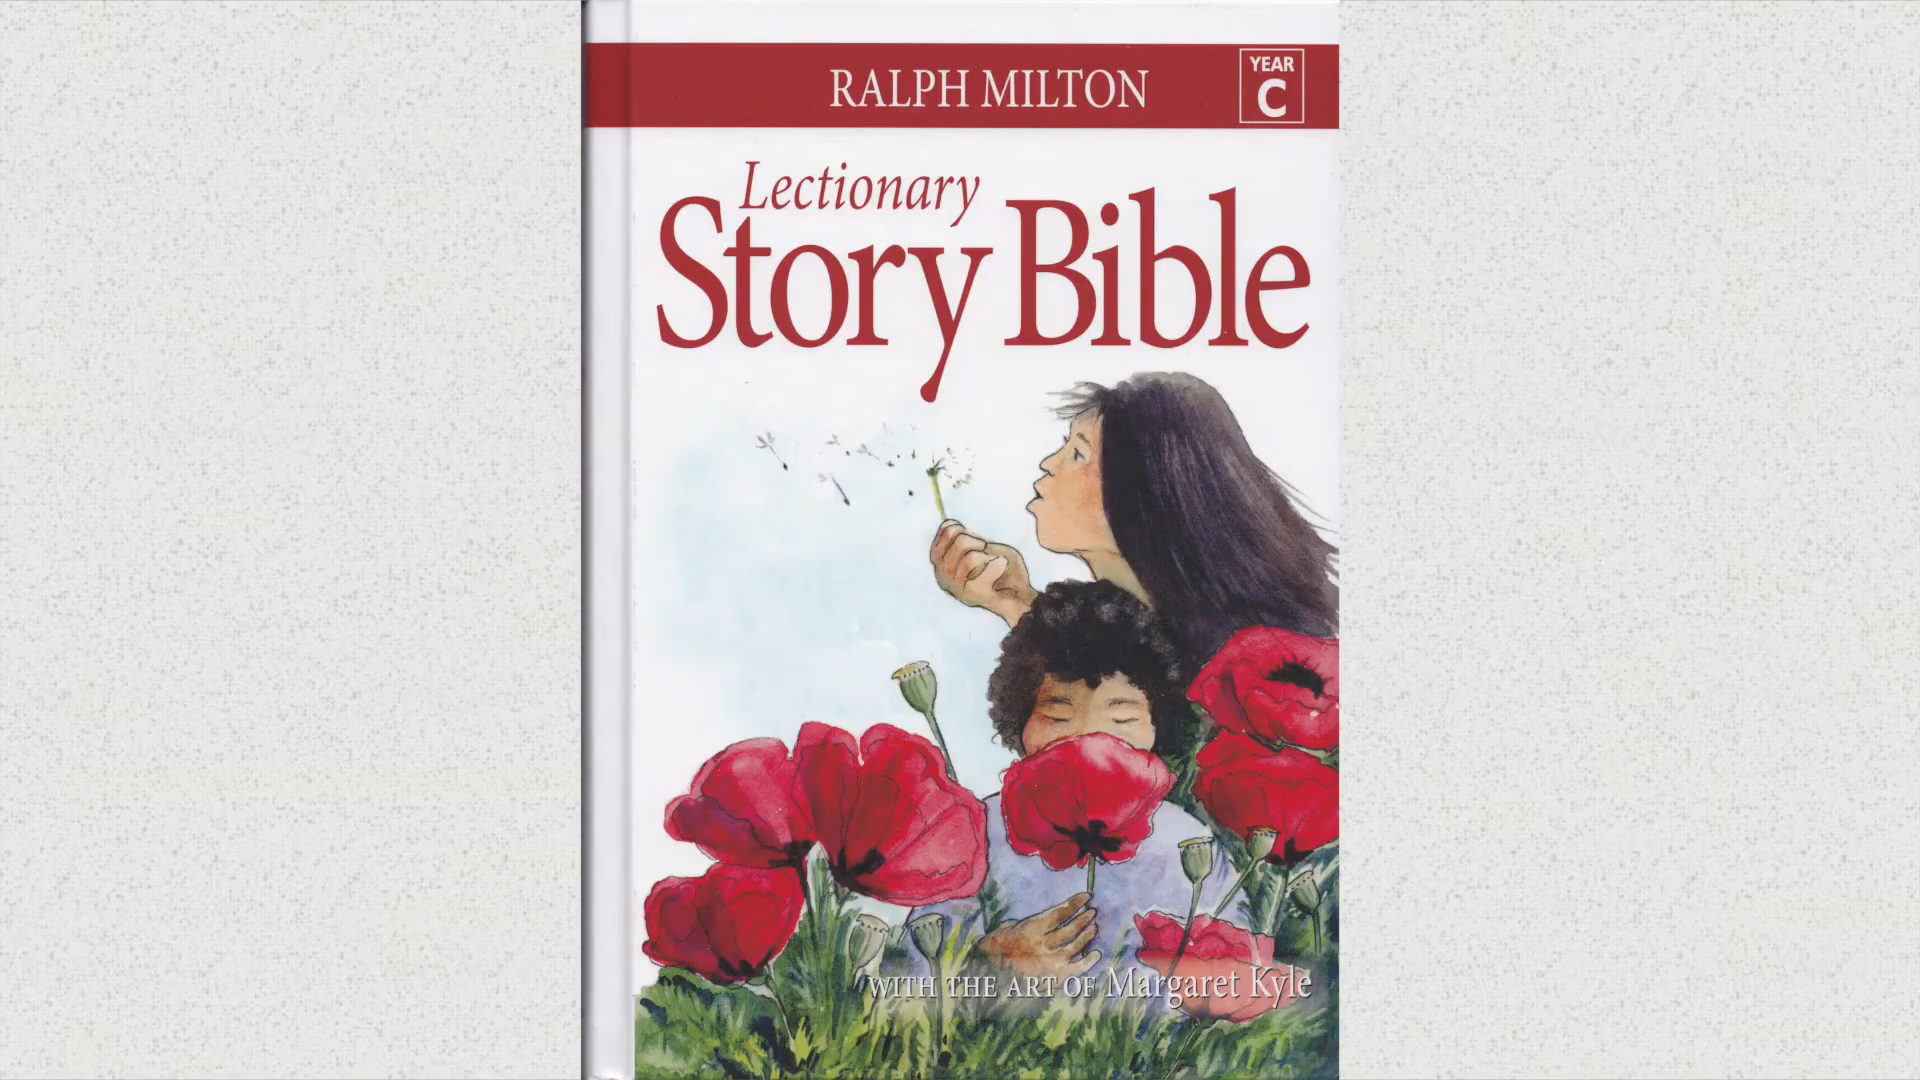 RALPH MILTON
YEAR
C
Lectionary
Story Bible
WITH THE ART OF Margaret Kyle